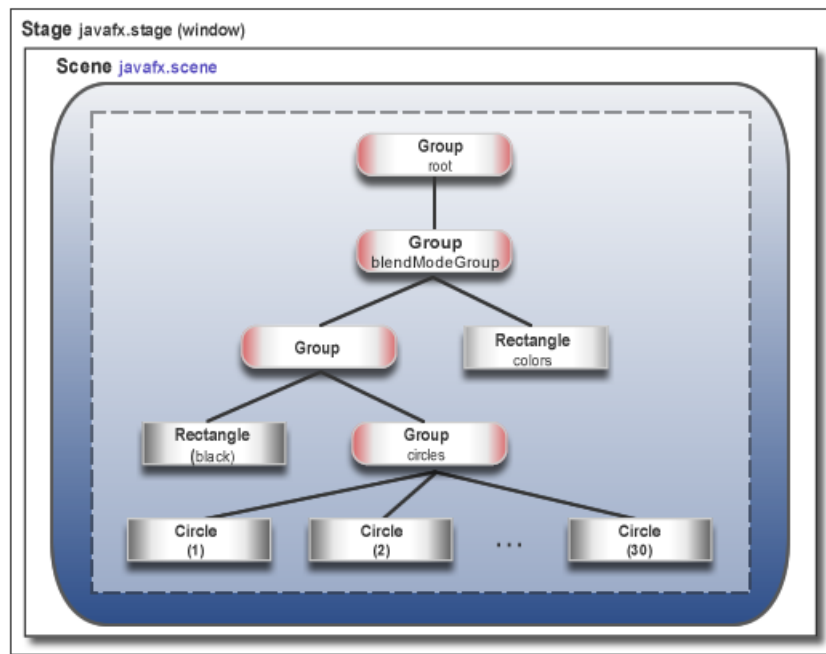 Stage javafx.stage (window)
Scene javafx.scene
Group
root
Group
blendModeGroup
Group
Rectangle
colors
Rectangle
(black)
Group
circles
Circle
(1)
Circle
(2)
...
Circle
(30)